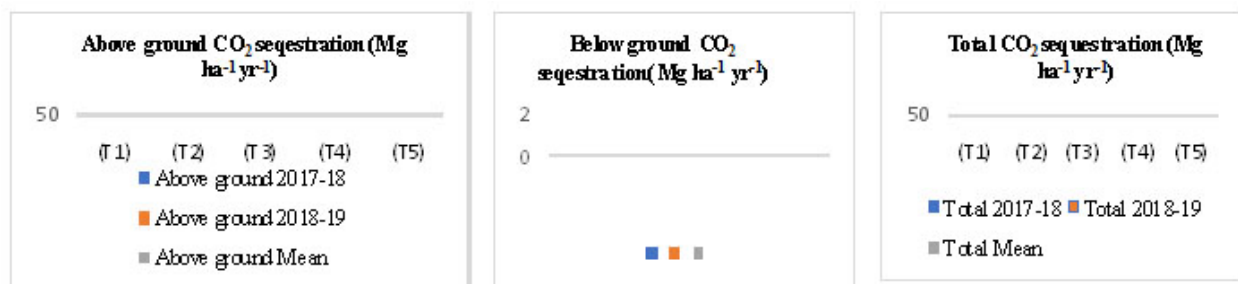 Above ground CO₂ seqestration (Mg
ha⁻¹ yr⁻¹)
50
(T1) (T2) (T3) (T4) (T5)
Above ground 2017-18
Above ground 2018-19
Above ground Mean
Below ground CO₂
seqestration( Mg ha⁻¹ yr⁻¹)
2
0
Total CO₂ sequestration (Mg
ha⁻¹ yr⁻¹)
50
(T1) (T2) (T3) (T4) (T5)
Total 2017-18 Total 2018-19
Total Mean